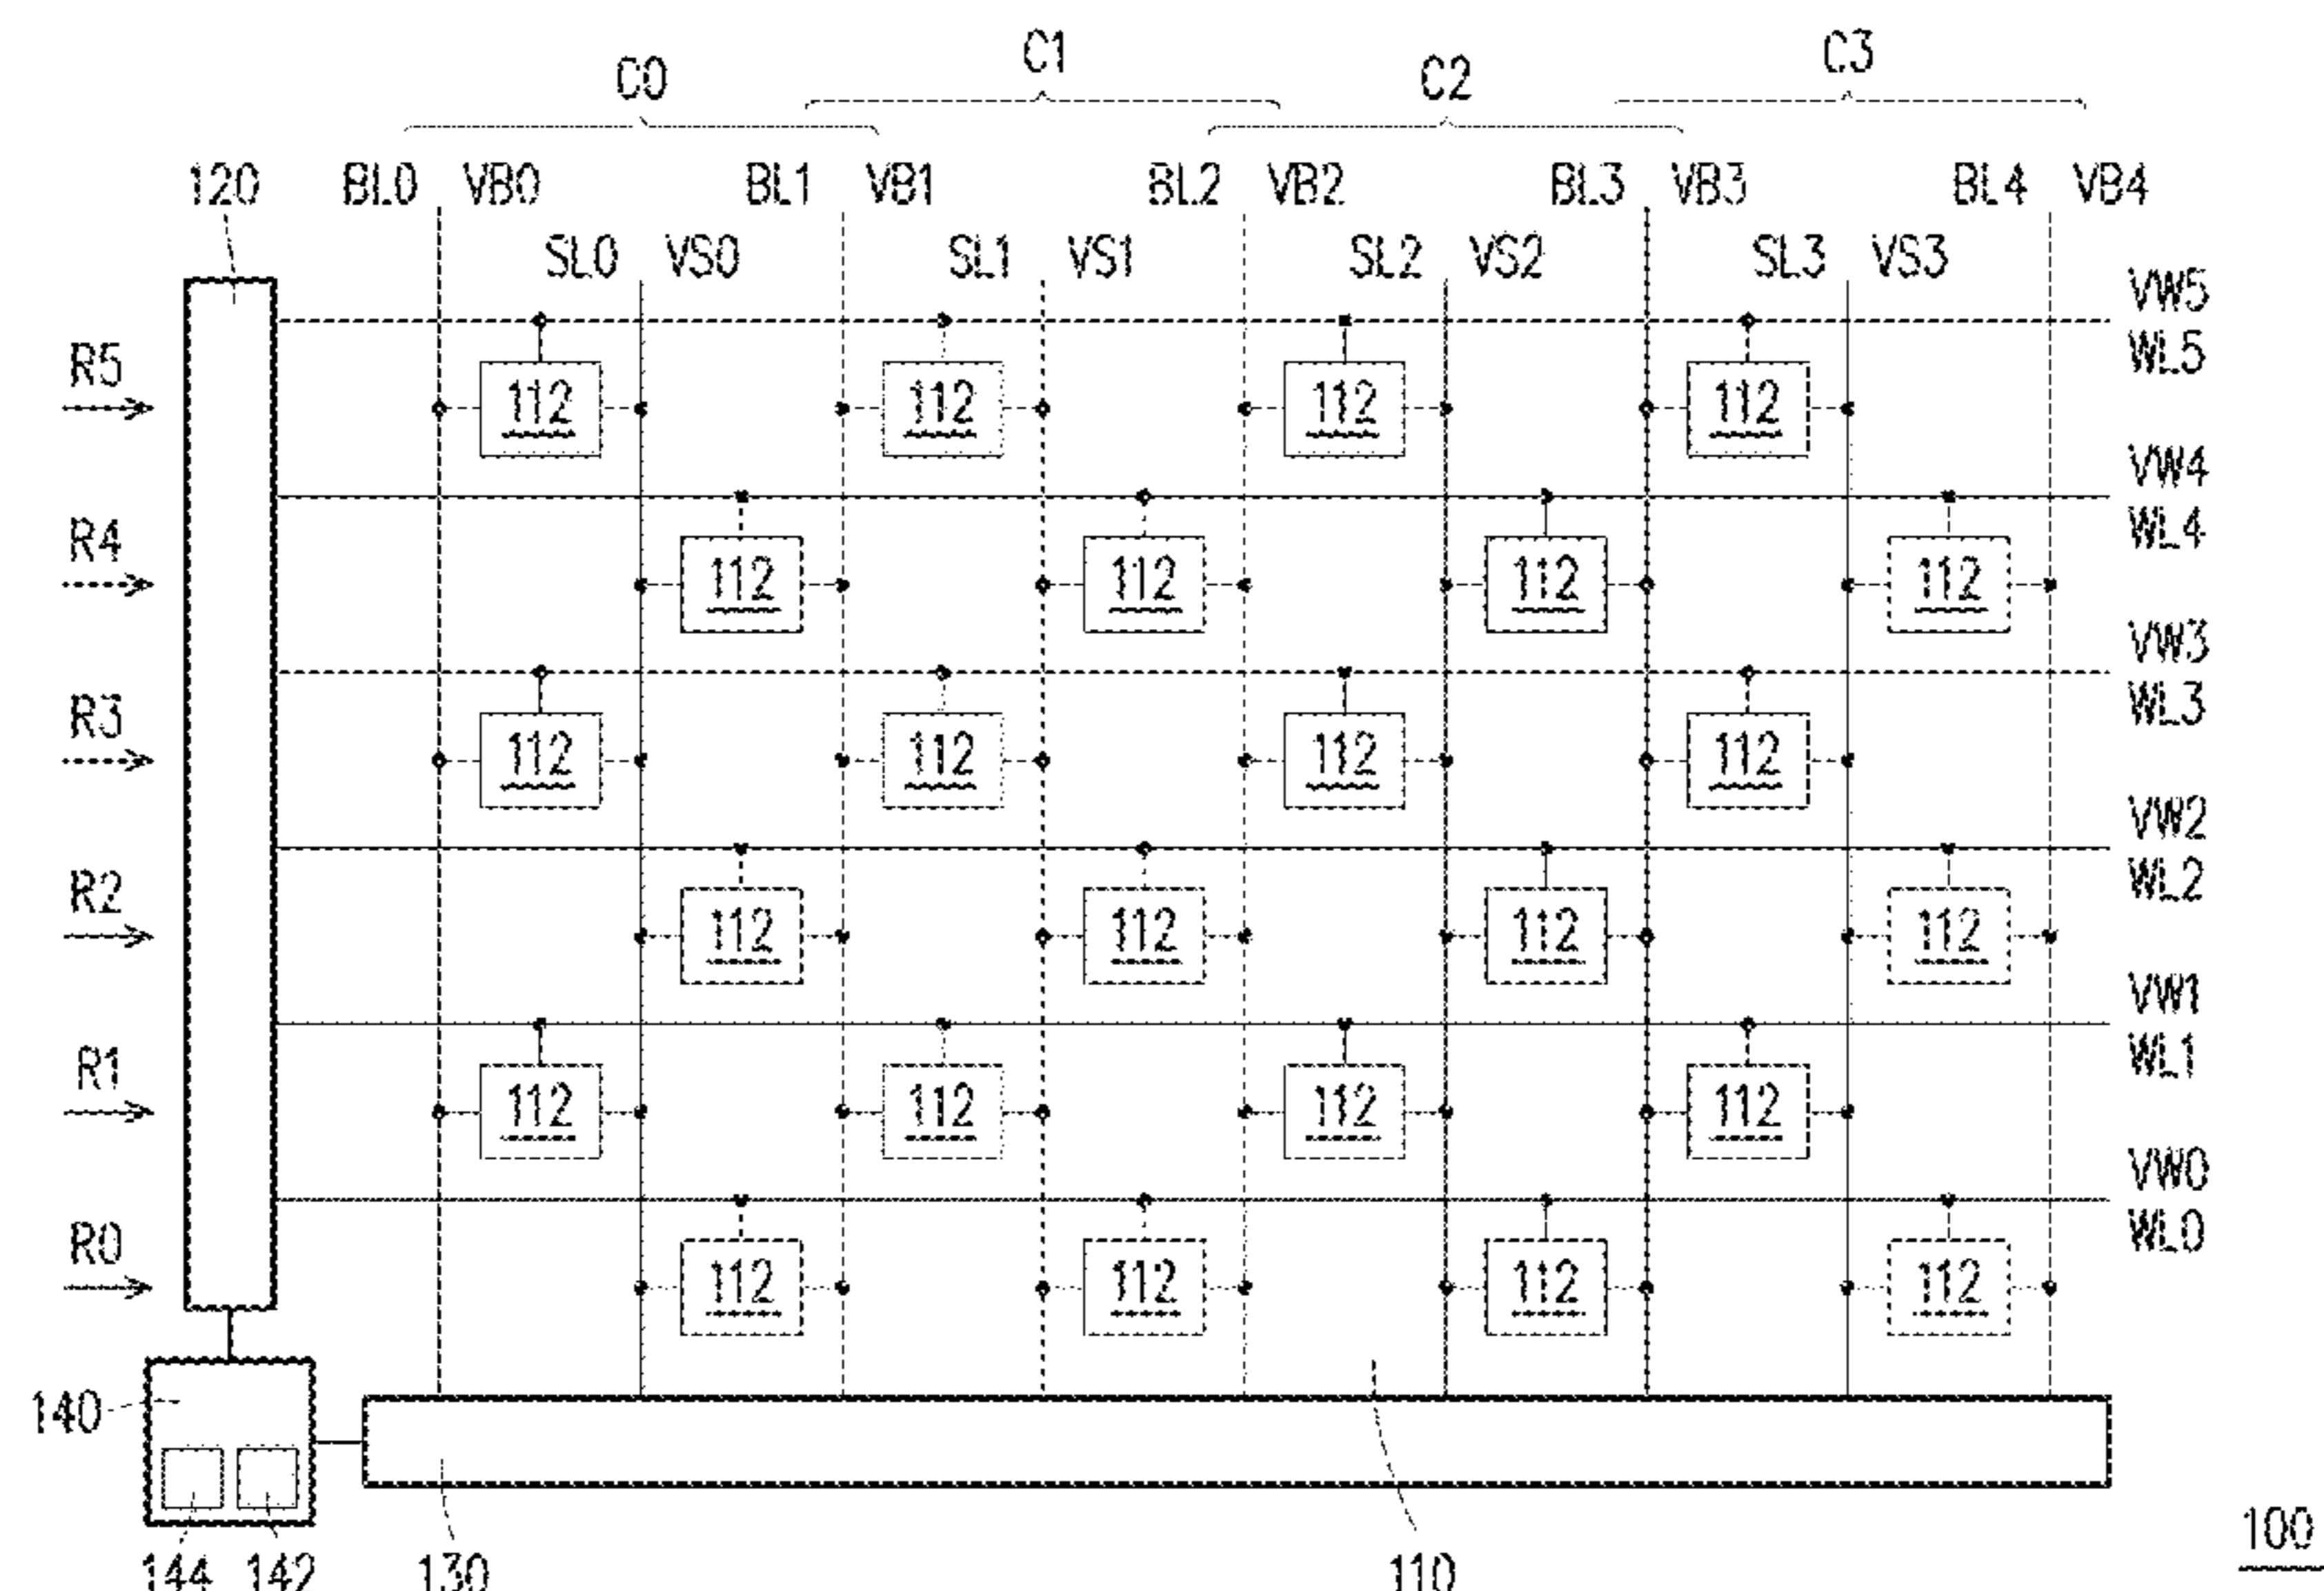 C0 C1 C2 C3
120 BL0 VB0 BL1 VB1 BL2 VB2 BL3 VB3 BL4 VB4
SL0 VS0 SL1 VS1 SL2 VS2 SL3 VS3
VW5
R5 WL5
112 112 112 112
VW4
R4 WL4
112 112 112 112
VW3
R3 WL3
112 112 112 112
VW2
R2 WL2
112 112 112 112
VW1
R1 WL1
112 112 112 112
VW0
R0 WL0
112 112 112 112
140
144 142 130 110
100